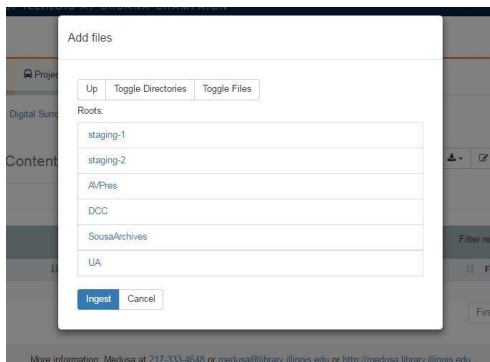 Add files
Projec
Up Toggle Directories Toggle Files
Digital Surro
Roots:
staging-1
staging-2
Content
AVPres
DCC
SousaArchives
Filter re
UA
F
Ingest Cancel
Firs
More information: Medusa at 217-333-4648 or medusa@library.illinois.edu or http://medusa.library.illinois.edu